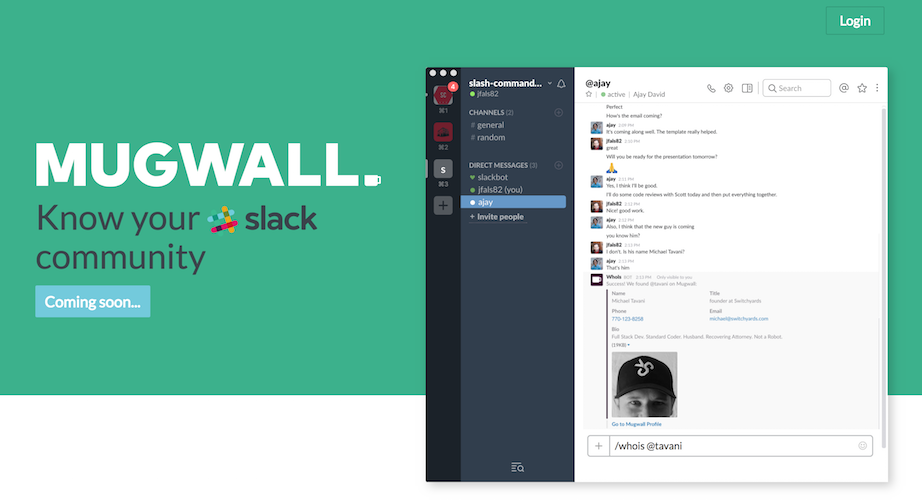 Login
MUGWALL.
Know your slack
community
Coming soon...
slash-command...
jfals82
4
⌘1
⌘2
S
⌘3
CHANNELS (2)
# general
# random
DIRECT MESSAGES (3)
slackbot
jfals82 (you)
ajay
+ Invite people
@ajay
active | Ajay David
Search
Perfect
How's the email coming?
ajay 2:09 PM
It's coming along well. The template really helped.
jfals82 2:10 PM
great
Will you be ready for the presentation tomorrow?
ajay 2:11 PM
Yes, I think I'll be good.
I'll do some code reviews with Scott today and then put everything together.
jfals82 2:12 PM
Nice! good work.
ajay 2:12 PM
Also, I think that the new guy is coming
you know him?
jfals82 2:13 PM
I don't. Is his name Michael Tavani?
ajay 2:13 PM
That's him
Whois BOT 2:13 PM Only visible to you
Success! We found @tavani on Mugwall:
Name Title
Michael Tavani founder at Switchyards
Phone Email
770-123-8258 michael@switchyards.com
Bio
Full Stack Dev. Standard Coder: Husband, Recovering Attorney, Not a Robot.
(19KB)
Go to Mugwall Profile
/whois @tavani